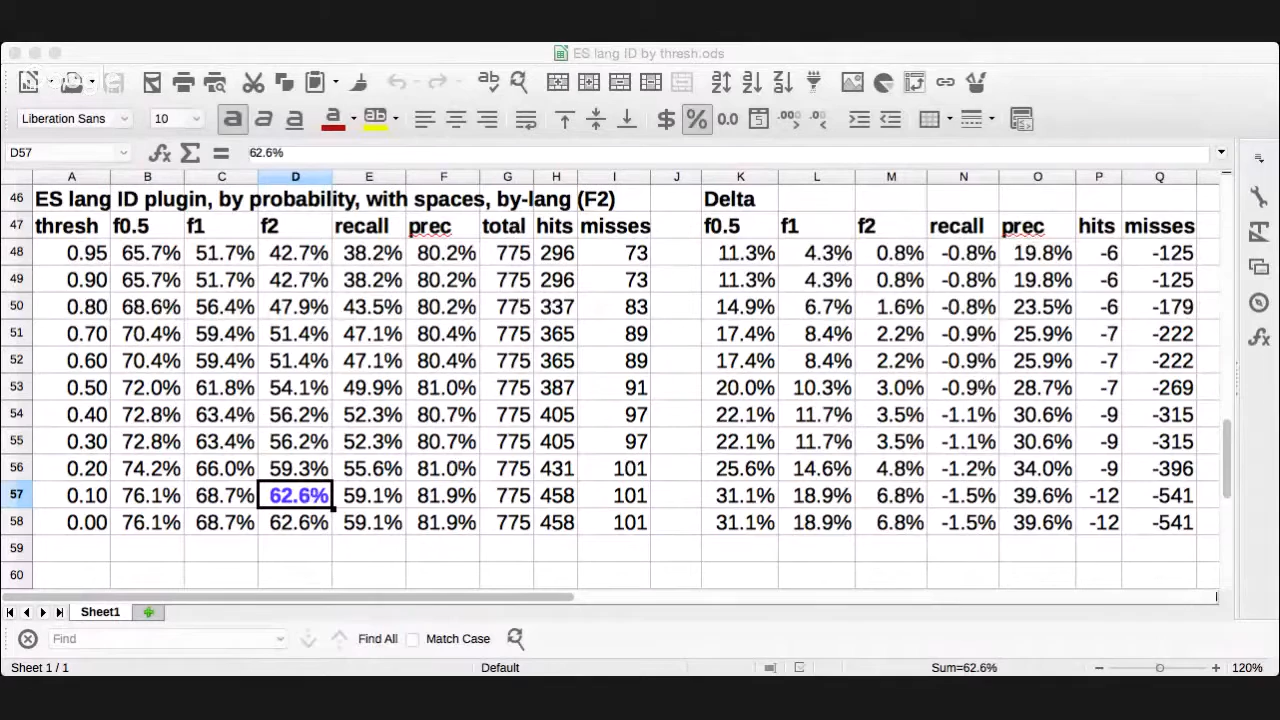 ES lang ID by thresh.ods
Liberation Sans 10 a a a a ab $ % 0.0
D57 62.6%
A B C D E F G H I J K L M N O P Q
46 ES lang ID plugin, by probability, with spaces, by-lang (F2) Delta
47 thresh f0.5 f1 f2 recall prec total hits misses f0.5 f1 f2 recall prec hits misses
48 0.95 65.7% 51.7% 42.7% 38.2% 80.2% 775 296 73 11.3% 4.3% 0.8% -0.8% 19.8% -6 -125
49 0.90 65.7% 51.7% 42.7% 38.2% 80.2% 775 296 73 11.3% 4.3% 0.8% -0.8% 19.8% -6 -125
50 0.80 68.6% 56.4% 47.9% 43.5% 80.2% 775 337 83 14.9% 6.7% 1.6% -0.8% 23.5% -6 -179
51 0.70 70.4% 59.4% 51.4% 47.1% 80.4% 775 365 89 17.4% 8.4% 2.2% -0.9% 25.9% -7 -222
52 0.60 70.4% 59.4% 51.4% 47.1% 80.4% 775 365 89 17.4% 8.4% 2.2% -0.9% 25.9% -7 -222
53 0.50 72.0% 61.8% 54.1% 49.9% 81.0% 775 387 91 20.0% 10.3% 3.0% -0.9% 28.7% -7 -269
54 0.40 72.8% 63.4% 56.2% 52.3% 80.7% 775 405 97 22.1% 11.7% 3.5% -1.1% 30.6% -9 -315
55 0.30 72.8% 63.4% 56.2% 52.3% 80.7% 775 405 97 22.1% 11.7% 3.5% -1.1% 30.6% -9 -315
56 0.20 74.2% 66.0% 59.3% 55.6% 81.0% 775 431 101 25.6% 14.6% 4.8% -1.2% 34.0% -9 -396
57 0.10 76.1% 68.7% 62.6% 59.1% 81.9% 775 458 101 31.1% 18.9% 6.8% -1.5% 39.6% -12 -541
58 0.00 76.1% 68.7% 62.6% 59.1% 81.9% 775 458 101 31.1% 18.9% 6.8% -1.5% 39.6% -12 -541
59
60
Sheet1
Find Find All Match Case
Sheet 1 / 1 Default Sum=62.6% 120%